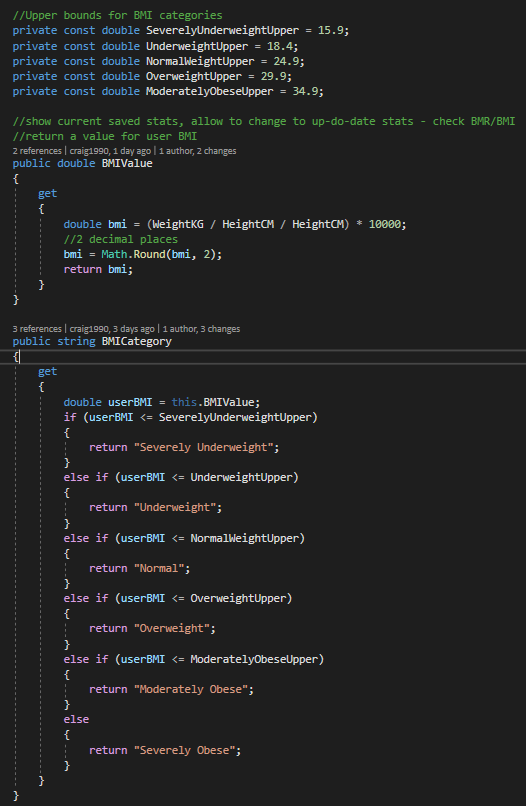 //Upper bounds for BMI categories
private const double SeverelyUnderweightUpper = 15.9;
private const double UnderweightUpper = 18.4;
private const double NormalWeightUpper = 24.9;
private const double OverweightUpper = 29.9;
private const double ModeratelyObeseUpper = 34.9;
//show current saved stats, allow to change to up-do-date stats - check BMR/BMI
//return a value for user BMI
2 references | craig1990, 1 day ago | 1 author, 2 changes
public double BMIValue
{
get
{
double bmi = (WeightKG / HeightCM / HeightCM) * 10000;
//2 decimal places
bmi = Math.Round(bmi, 2);
return bmi;
}
}
3 references | craig1990, 3 days ago | 1 author, 3 changes
public string BMICategory
{
get
{
double userBMI = this.BMIValue;
if (userBMI <= SeverelyUnderweightUpper)
{
return "Severely Underweight";
}
else if (userBMI <= UnderweightUpper)
{
return "Underweight";
}
else if (userBMI <= NormalWeightUpper)
{
return "Normal";
}
else if (userBMI <= OverweightUpper)
{
return "Overweight";
}
else if (userBMI <= ModeratelyObeseUpper)
{
return "Moderately Obese";
}
else
{
return "Severely Obese";
}
}
}